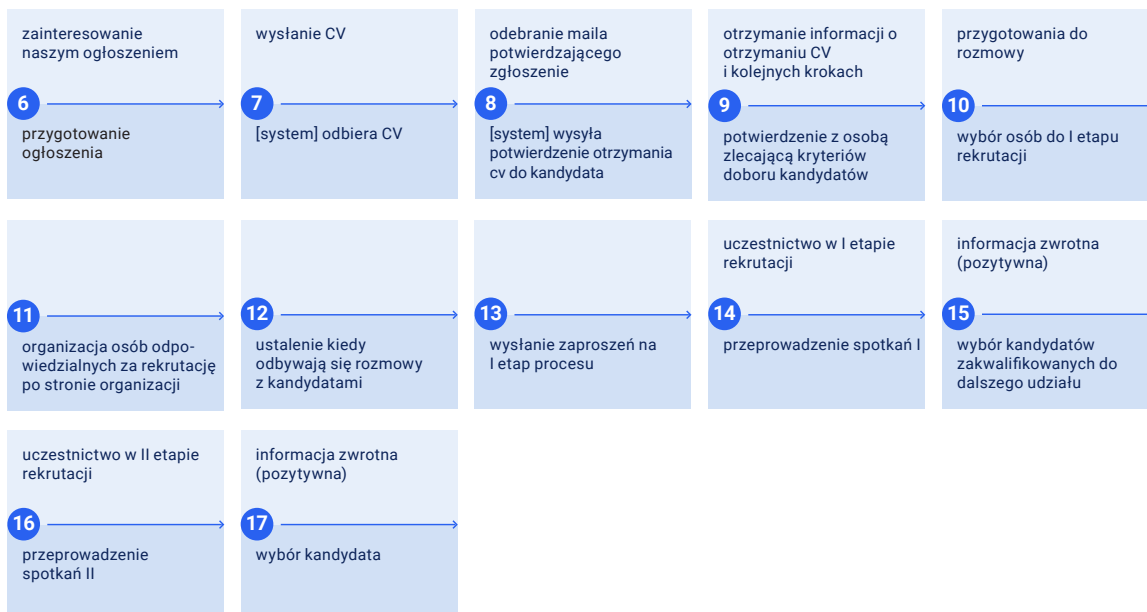 zainteresowanie
naszym ogłoszeniem
6
przygotowanie
ogłoszenia
wysłanie CV
7
[system] odbiera CV
odebranie maila
potwierdzającego
zgłoszenie
8
[system] wysyła
potwierdzenie otrzymania
cv do kandydata
otrzymanie informacji o
otrzymaniu CV
i kolejnych krokach
9
potwierdzenie z osobą
zlecającą kryteriów
doboru kandydatów
przygotowania do
rozmowy
10
wybór osób do I etapu
rekrutacji
11
organizacja osób odpo-
wiedzialnych za rekrutację
po stronie organizacji
12
ustalenie kiedy
odbywają się rozmowy
z kandydatami
13
wysłanie zaproszeń na
I etap procesu
uczestnictwo w I etapie
rekrutacji
14
przeprowadzenie spotkań I
informacja zwrotna
(pozytywna)
15
wybór kandydatów
zakwalifikowanych do
dalszego udziału
uczestnictwo w II etapie
rekrutacji
16
przeprowadzenie
spotkań II
informacja zwrotna
(pozytywna)
17
wybór kandydata